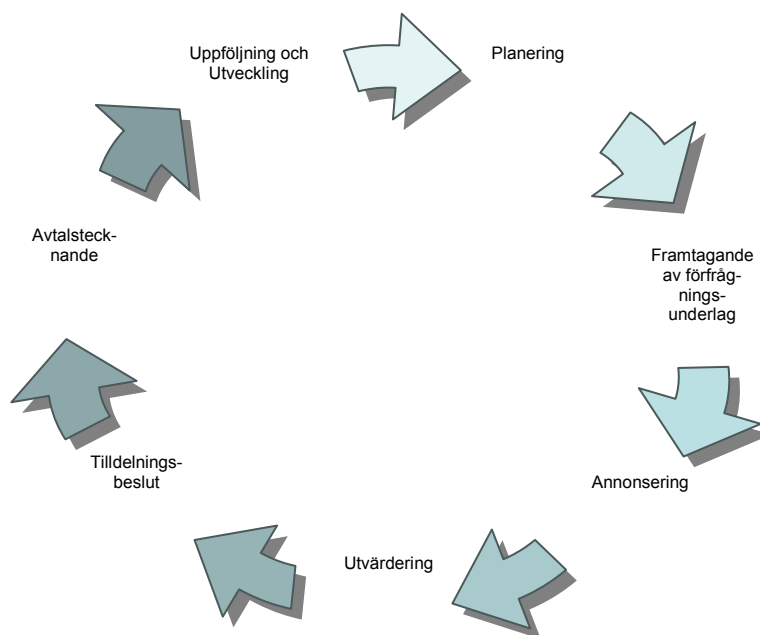 Uppföljning och
Utveckling
Planering
Framtagande
av förfråg-
nings-
underlag
Annonsering
Utvärdering
Tilldelnings-
beslut
Avtalsteck-
nande